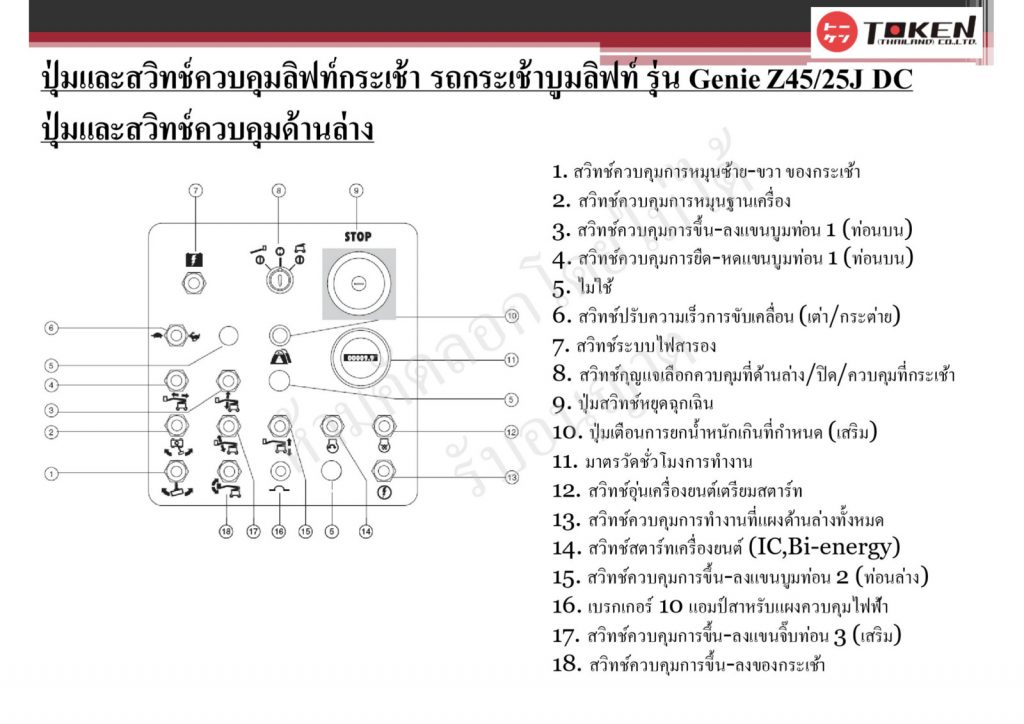 トー
ケン
TOKEN
(THAILAND) CO.,LTD.
ปุ่มและสวิทช์ควบคุมลิฟท์กระเช้า รถกระเช้าบูมลิฟท์ รุ่น Genie Z45/25J DC
ปุ่มและสวิทช์ควบคุมด้านล่าง
7
8
9
STOP
6
10
00001.9
5
11
4
5
3
2
12
1
13
18
17
16
15
6
14
1. สวิทช์ควบคุมการหมุนซ้าย-ขวา ของกระเช้า
2. สวิทช์ควบคุมการหมุนฐานเครื่อง
3. สวิทช์ควบคุมการขึ้น-ลงแขนบูมท่อน 1 (ท่อนบน)
4. สวิทช์ควบคุมการยืด-หดแขนบูมท่อน 1 (ท่อนบน)
5. ไม่ใช้
6. สวิทช์ปรับความเร็วการขับเคลื่อน (เต่า/กระต่าย)
7. สวิทช์ระบบไฟสารอง
8. สวิทช์กุญแจเลือกควบคุมที่ด้านล่าง/ปิด/ควบคุมที่กระเช้า
9. ปุ่มสวิทช์หยุดฉุกเฉิน
10. ปุ่มเตือนการยกน้ำหนักเกินที่กำหนด (เสริม)
11. มาตรวัดชั่วโมงการทำงาน
12. สวิทช์อุ่นเครื่องยนต์เตรียมสตาร์ท
13. สวิทช์ควบคุมการทำงานที่แผงด้านล่างทั้งหมด
14. สวิทช์สตาร์ทเครื่องยนต์ (IC,Bi-energy)
15. สวิทช์ควบคุมการขึ้น-ลงแขนบูมท่อน 2 (ท่อนล่าง)
16. เบรกเกอร์ 10 แอมป์สาหรับแผงควบคุมไฟฟ้า
17. สวิทช์ควบคุมการขึ้น-ลงแขนจิ๊บท่อน 3 (เสริม)
18. สวิทช์ควบคุมการขึ้น-ลงของกระเช้า
ห้ามคัดลอกโดยไม่ได้
รับอนุญาต